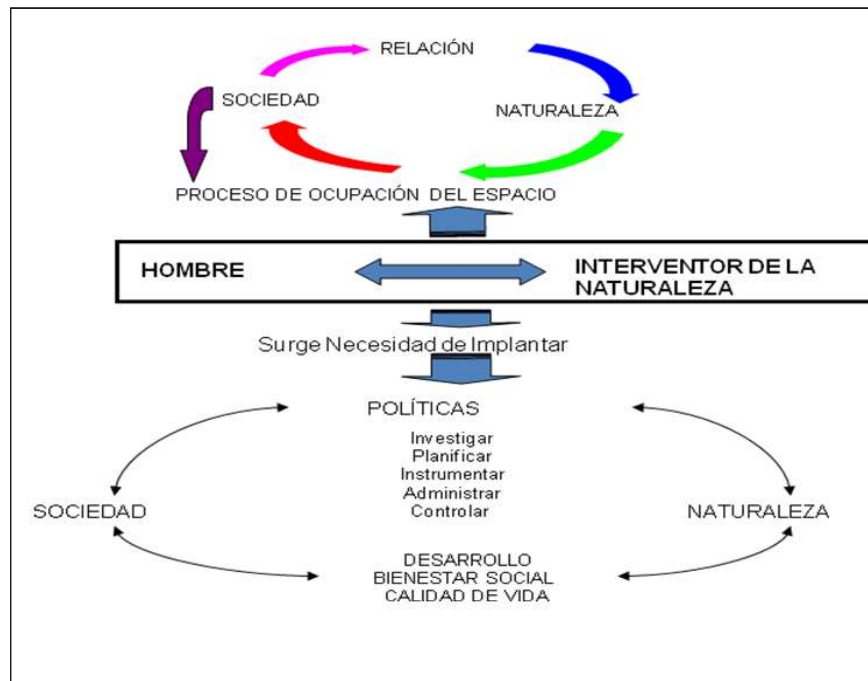 RELACIÓN
SOCIEDAD
NATURALEZA
PROCESO DE OCUPACIÓN DEL ESPACIO
HOMBRE
INTERVENTOR DE LA
NATURALEZA
Surge Necesidad de Implantar
POLÍTICAS
Investigar
Planificar
Instrumentar
Administrar
Controlar
SOCIEDAD
NATURALEZA
DESARROLLO
BIENESTAR SOCIAL
CALIDAD DE VIDA